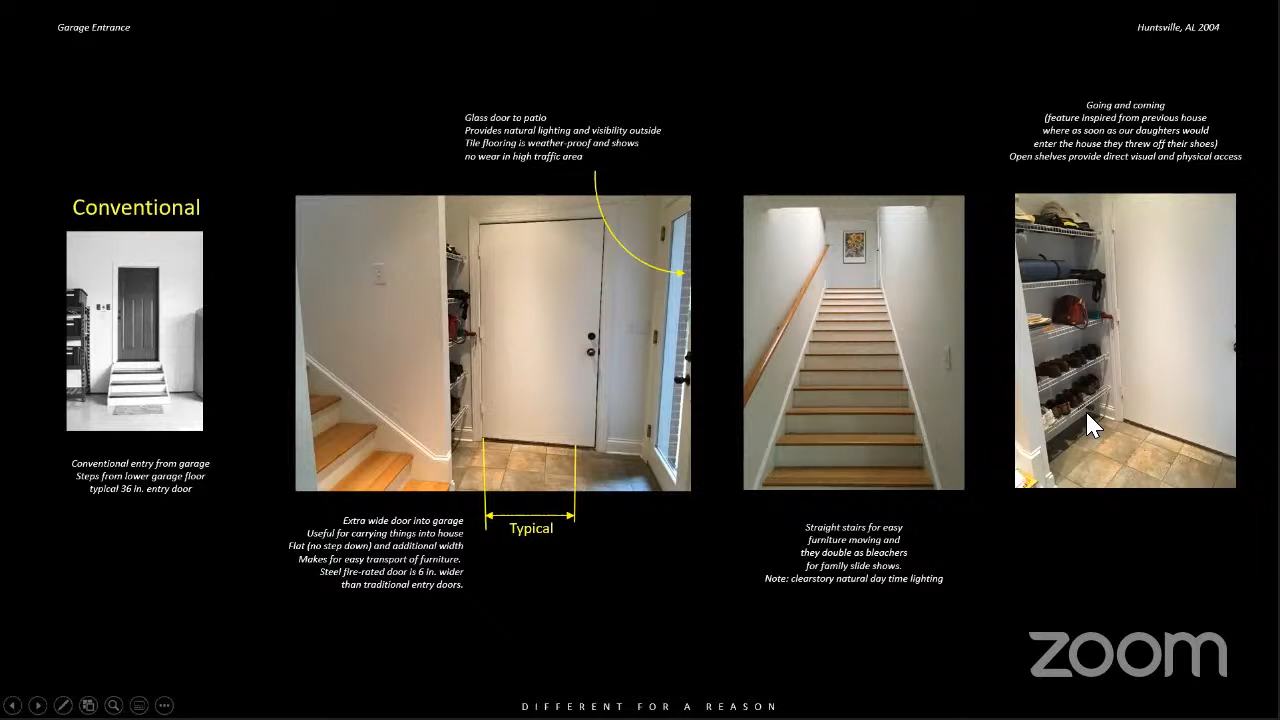 Garage Entrance
Huntsville, AL 2004
Glass door to patio
Provides natural lighting and visibility outside
Tile flooring is weather-proof and shows
no wear in high traffic area
Going and coming
(feature inspired from previous house
where as soon as our daughters would
enter the house they threw off their shoes)
Open shelves provide direct visual and physical access
Conventional
Conventional entry from garage
Steps from lower garage floor
typical 36 in. entry door
Extra wide door into garage
Useful for carrying things into house
Flat (no step down) and additional width
Makes for easy transport of furniture.
Steel fire-rated door is 6 in. wider
than traditional entry doors.
Typical
Straight stairs for easy
furniture moving and
they double as bleachers
for family slide shows.
Note: clearstory natural day time lighting
zoom
DIFFERENT FOR A REASON